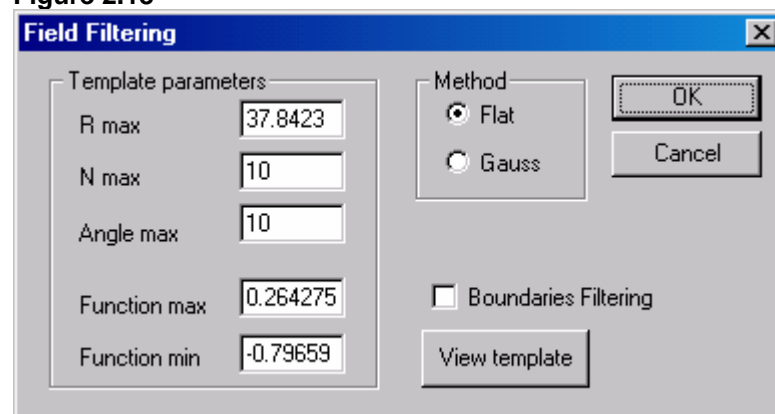 Field Filtering
Template parameters
R max 37.8423
N max 10
Angle max 10
Function max 0.264275
Function min -0.79659
Method
Flat
Gauss
OK
Cancel
Boundaries Filtering
View template